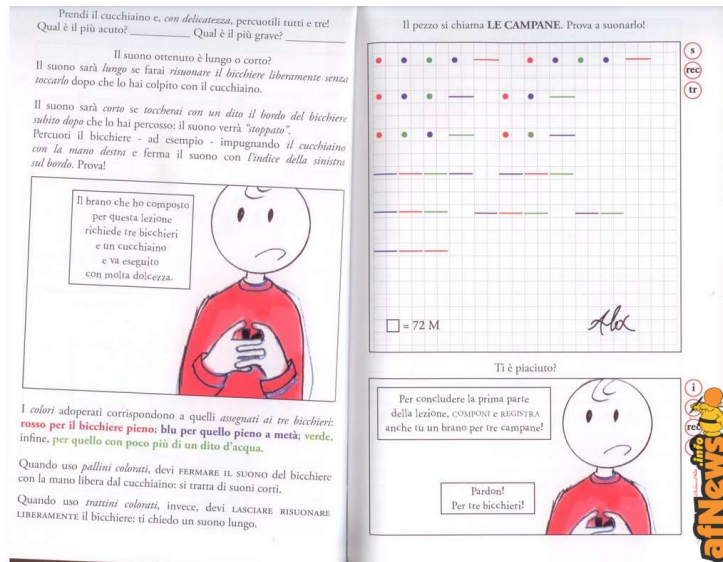 Prendi il cucchiaino e, con delicatezza, percuotili tutti e tre!
Qual è il più acuto? __________ Qual è il più grave? __________
Il suono ottenuto è lungo o corto?
Il suono sarà lungo se farai risuonare il bicchiere liberamente senza
toccarlo dopo che lo hai colpito con il cucchiaino.
Il suono sarà corto se toccherai con un dito il bordo del bicchiere
subito dopo che lo hai percosso: il suono verrà "stoppato".
Percuoti il bicchiere - ad esempio - impugnando il cucchiaino
con la mano destra e ferma il suono con l'indice della sinistra
sul bordo. Prova!
Il brano che ho composto
per questa lezione
richiede tre bicchieri
e un cucchiaino
e va eseguito
con molta dolcezza.
I colori adoperati corrispondono a quelli assegnati ai tre bicchieri:
rosso per il bicchiere pieno; blu per quello pieno a metà; verde,
infine, per quello con poco più di un dito d'acqua.
Quando uso pallini colorati, devi FERMARE IL SUONO del bicchiere
con la mano libera dal cucchiaino: si tratta di suoni corti.
Quando uso trattini colorati, invece, devi LASCIARE RISUONARE
LIBERAMENTE il bicchiere: ti chiedo un suono lungo.
Il pezzo si chiama LE CAMPANE. Prova a suonarlo!
s
rec
tr
= 72 M
Alex
Ti è piaciuto?
Per concludere la prima parte
della lezione, COMPONI e REGISTRA
anche tu un brano per tre campane!
Pardon!
Per tre bicchieri!
i
rec
afNews.info